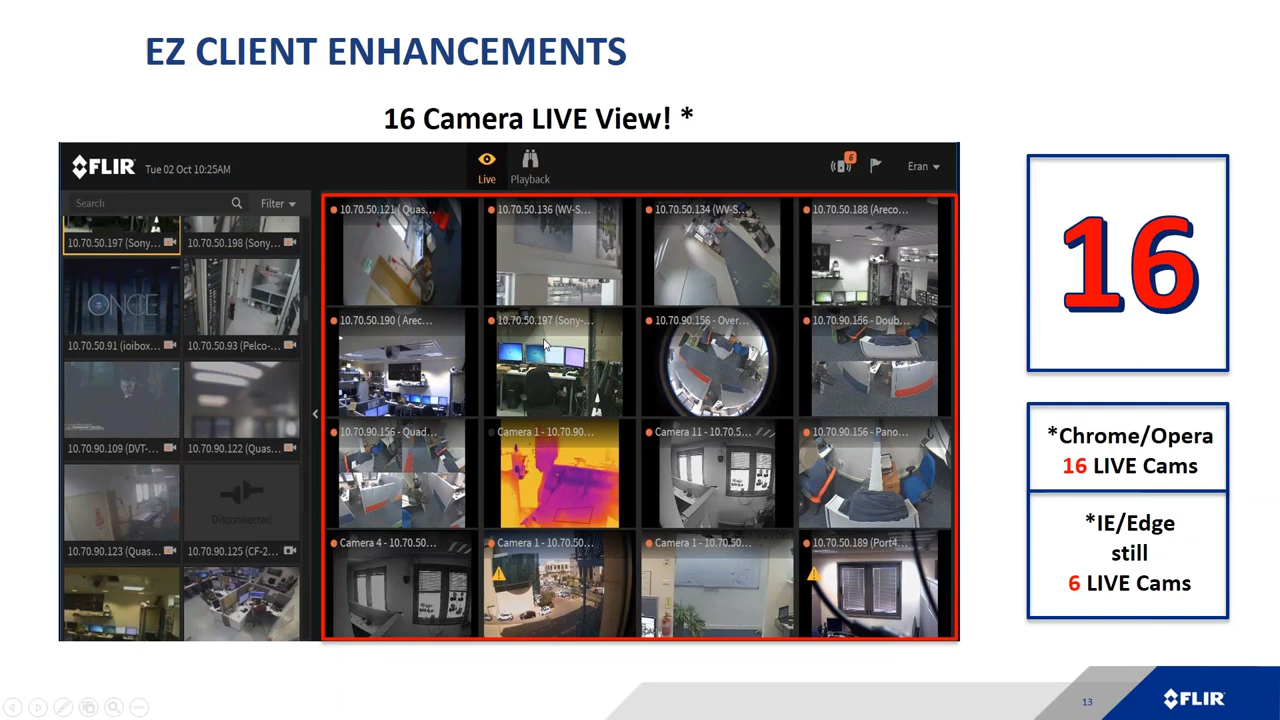 EZ CLIENT ENHANCEMENTS
16 Camera LIVE View! *
FLIR Tue 02 Oct 10:25AM
Live
Playback
6
Eran
Search
Filter
10.70.50.197 (Sony...
10.70.50.198 (Sony...
ONCE
10.70.50.91 (ioibox...
10.70.50.93 (Pelco-...
10.70.90.109 (DVT-...
10.70.90.122 (Quas...
Disconnected
10.70.90.123 (Quas...
10.70.90.125 (CF-2...
10.70.50.121 ( Quas...
10.70.50.136 (WV-S...
10.70.50.134 (WV-S...
10.70.50.188 (Areco...
10.70.50.190 ( Arec...
10.70.50.197 (Sony-...
10.70.90.156 - Over...
10.70.90.156 - Doub...
10.70.90.156 - Quad...
Camera 1 - 10.70.90...
Camera 11 - 10.70.5...
10.70.90.156 - Pano...
Camera 4 - 10.70.50...
Camera 1 - 10.70.50...
Camera 1 - 10.70.50...
10.70.50.189 (Port4...
16
*Chrome/Opera
16 LIVE Cams
*IE/Edge
still
6 LIVE Cams
13
FLIR